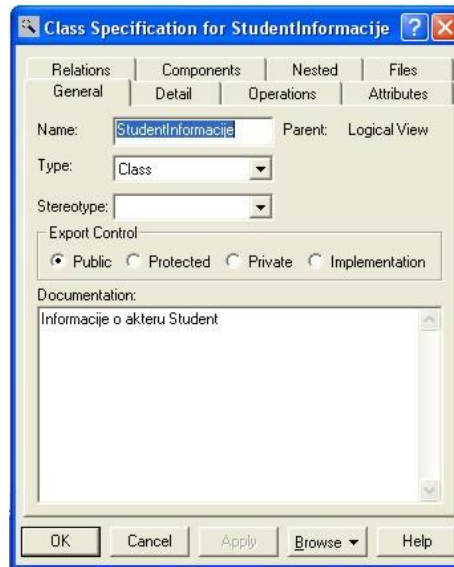 Class Specification for StudentInformacije
Relations Components Nested Files
General Detail Operations Attributes
Name: StudentInformacije Parent: Logical View
Type: Class
Stereotype:
Export Control
Public Protected Private Implementation
Documentation:
Informacije o akteru Student
OK Cancel Apply Browse Help